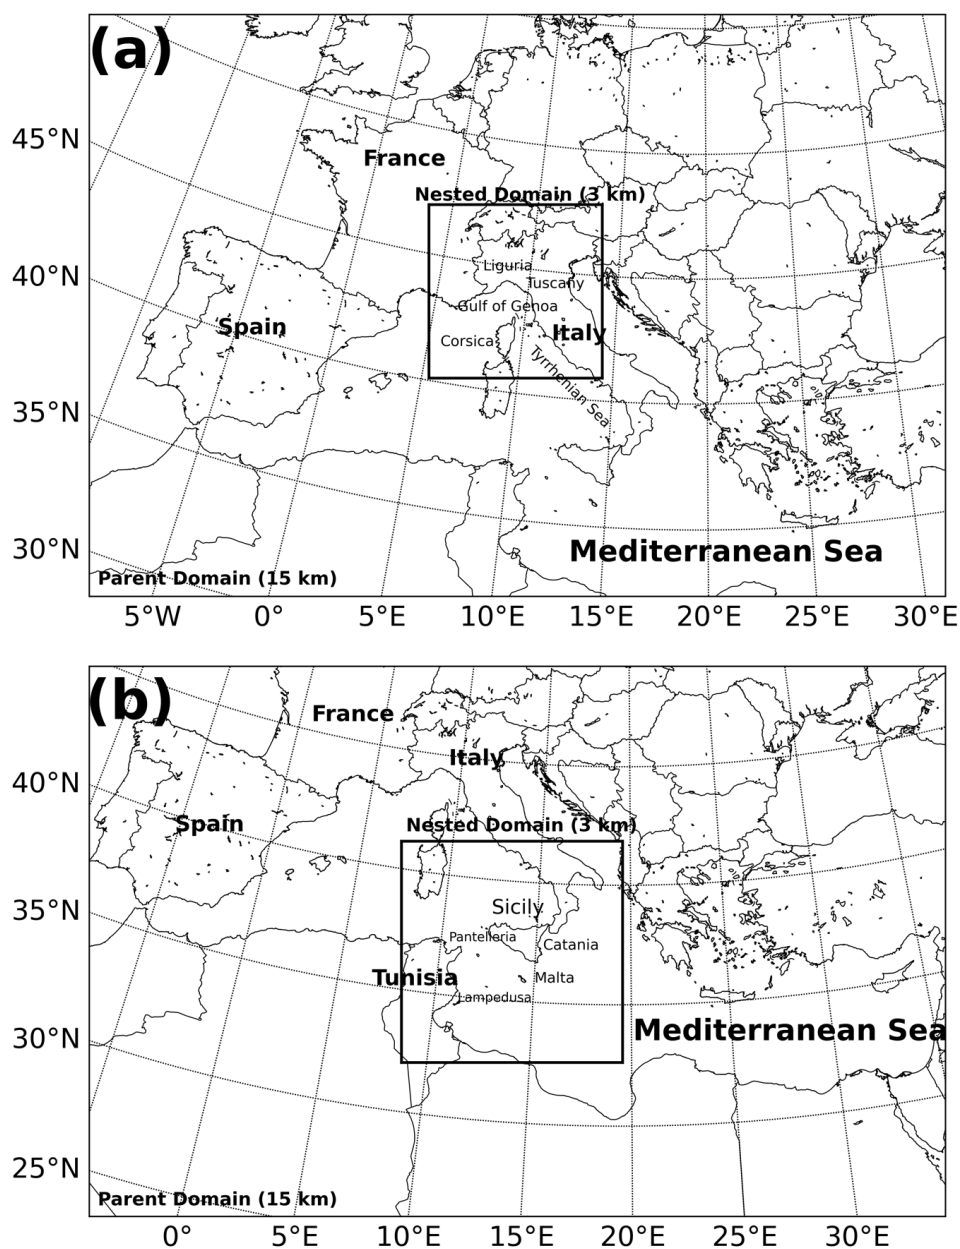 (a)
45°N
France
Nested Domain (3 km)
40°N
Liguria
Tuscany
Gulf of Genoa
Spain
Italy
Corsica
Tyrrhenian Sea
35°N
30°N
Mediterranean Sea
Parent Domain (15 km)
5°W 0° 5°E 10°E 15°E 20°E 25°E 30°E
(b)
France
Italy
40°N
Spain
Nested Domain (3 km)
35°N
Sicily
Pantelleria
Catania
Tunisia
Malta
Lampedusa
30°N
Mediterranean Sea
25°N
Parent Domain (15 km)
0° 5°E 10°E 15°E 20°E 25°E 30°E